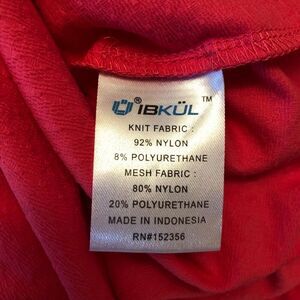 ® IBKÜL™
KNIT FABRIC :
92% NYLON
8% POLYURETHANE
MESH FABRIC :
80% NYLON
20% POLYURETHANE
MADE IN INDONESIA
RN#152356